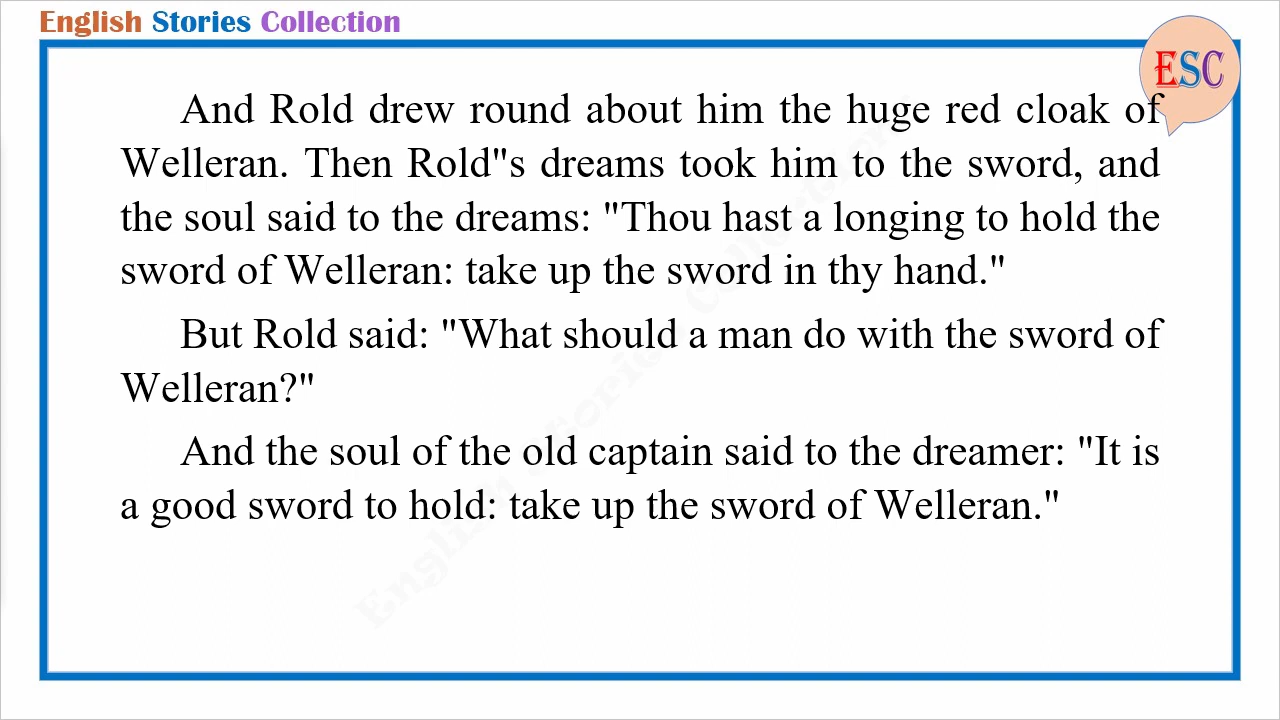 English Stories Collection
ESC
And Rold drew round about him the huge red cloak of
Welleran. Then Rold"s dreams took him to the sword, and
the soul said to the dreams: "Thou hast a longing to hold the
sword of Welleran: take up the sword in thy hand."
But Rold said: "What should a man do with the sword of
Welleran?"
And the soul of the old captain said to the dreamer: "It is
a good sword to hold: take up the sword of Welleran."
English Stories Collection